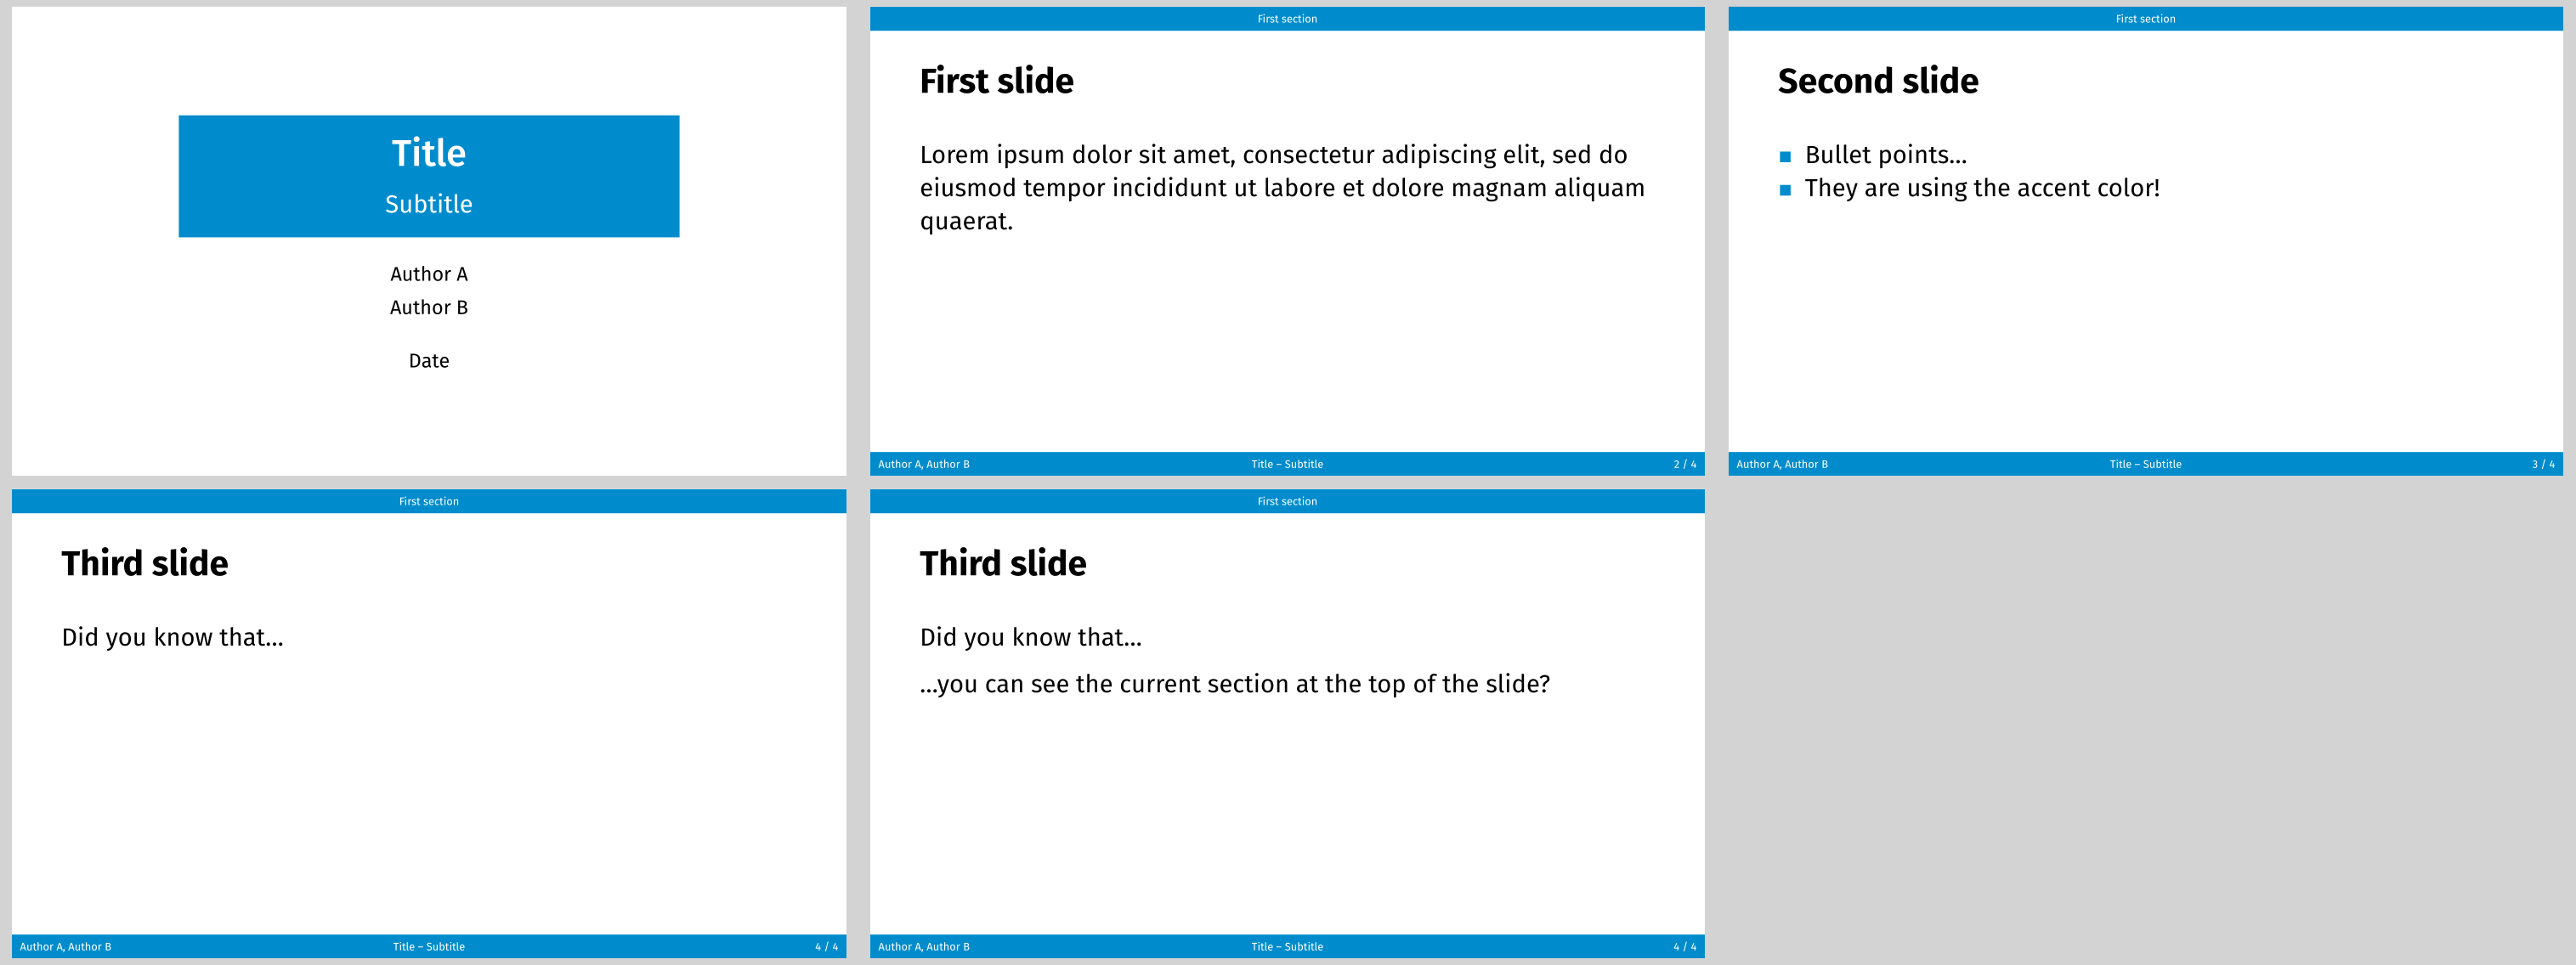 Title
Subtitle
Author A
Author B
Date
First section
First slide
Lorem ipsum dolor sit amet, consectetur adipiscing elit, sed do
eiusmod tempor incididunt ut labore et dolore magnam aliquam
quaerat.
Author A, Author B
Title – Subtitle
2 / 4
First section
Second slide
Bullet points…
They are using the accent color!
Author A, Author B
Title – Subtitle
3 / 4
First section
Third slide
Did you know that…
Author A, Author B
Title – Subtitle
4 / 4
First section
Third slide
Did you know that…
…you can see the current section at the top of the slide?
Author A, Author B
Title – Subtitle
4 / 4